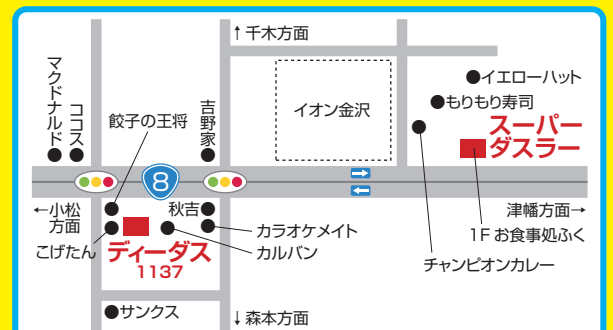 ↑千木方面
マクドナルド
ココス
餃子の王将
吉野家
イオン金沢
イエローハット
もりもり寿司
スーパー
ダスラー
8
←小松
方面
秋吉
津幡方面→
1F お食事処ふく
こげたん
ディーダス
1137
カラオケメイト
カルバン
チャンピオンカレー
サンクス
↓森本方面